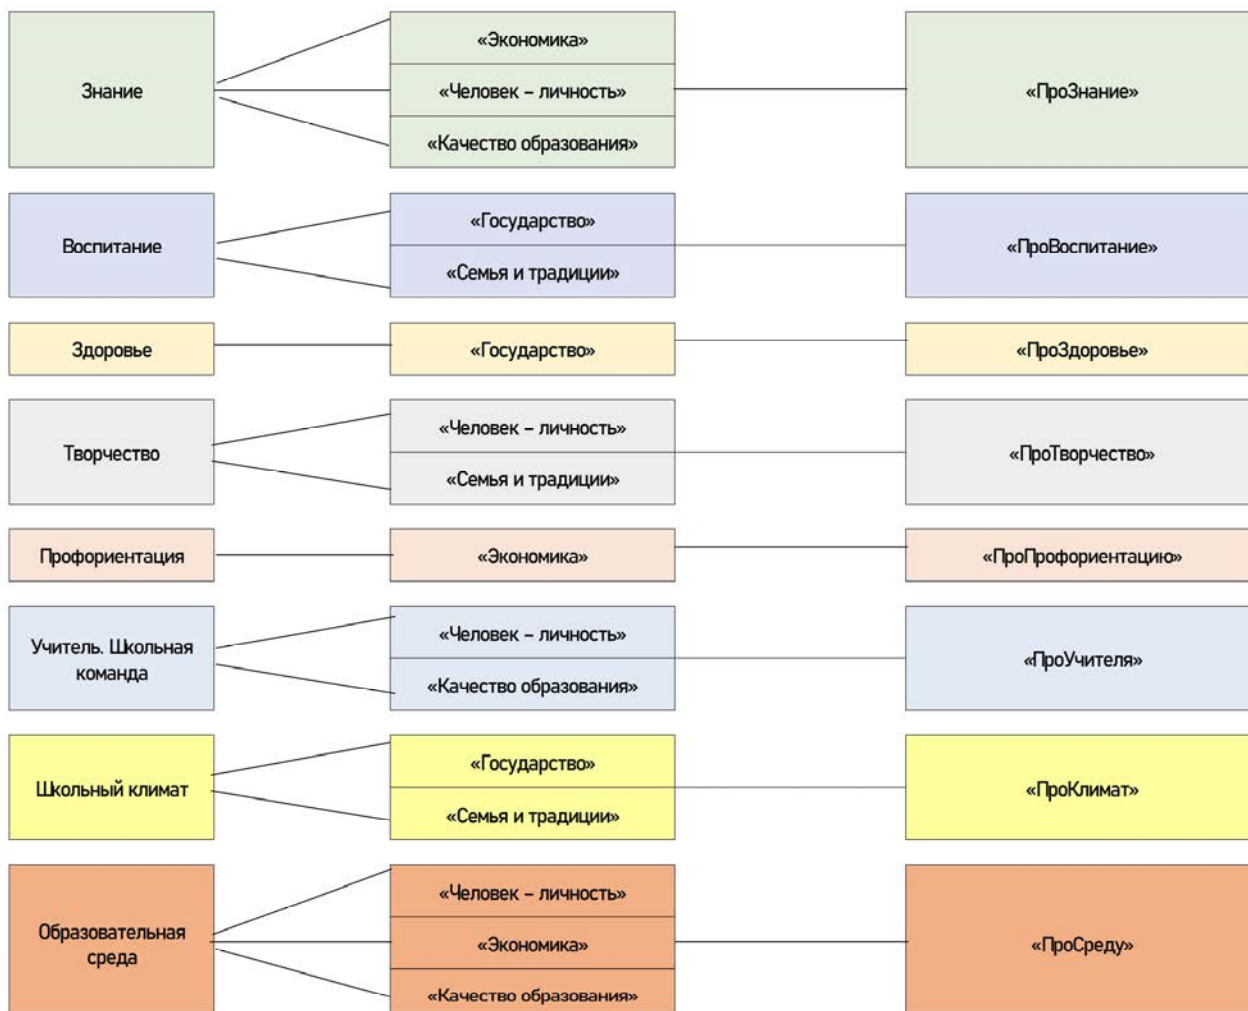 Знание
«Экономика»
«Человек – личность»
«Качество образования»
«ПроЗнание»
Воспитание
«Государство»
«Семья и традиции»
«ПроВоспитание»
Здоровье
«Государство»
«ПроЗдоровье»
Творчество
«Человек – личность»
«Семья и традиции»
«ПроТворчество»
Профориентация
«Экономика»
«ПроПрофориентацию»
Учитель. Школьная
команда
«Человек – личность»
«Качество образования»
«ПроУчителя»
Школьный климат
«Государство»
«Семья и традиции»
«ПроКлимат»
Образовательная
среда
«Человек – личность»
«Экономика»
«Качество образования»
«ПроСреду»